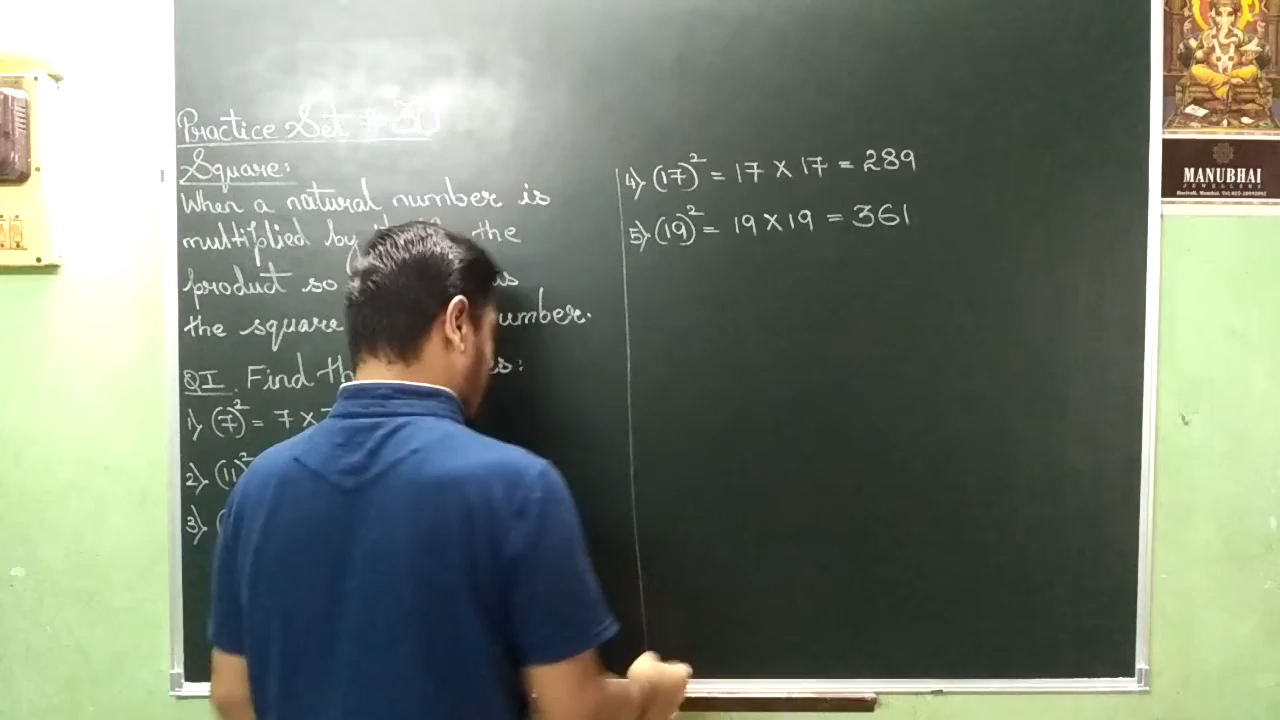 Practice Set # 30
Square:
When a natural number is
multiplied by the
product so is
the square number.
QI. Find the
1) (7)² = 7 ×
2) (11)²
3) (
4) (17)² = 17 × 17 = 289
5) (19)² = 19 × 19 = 361
MANUBHAI
JEWELLERS